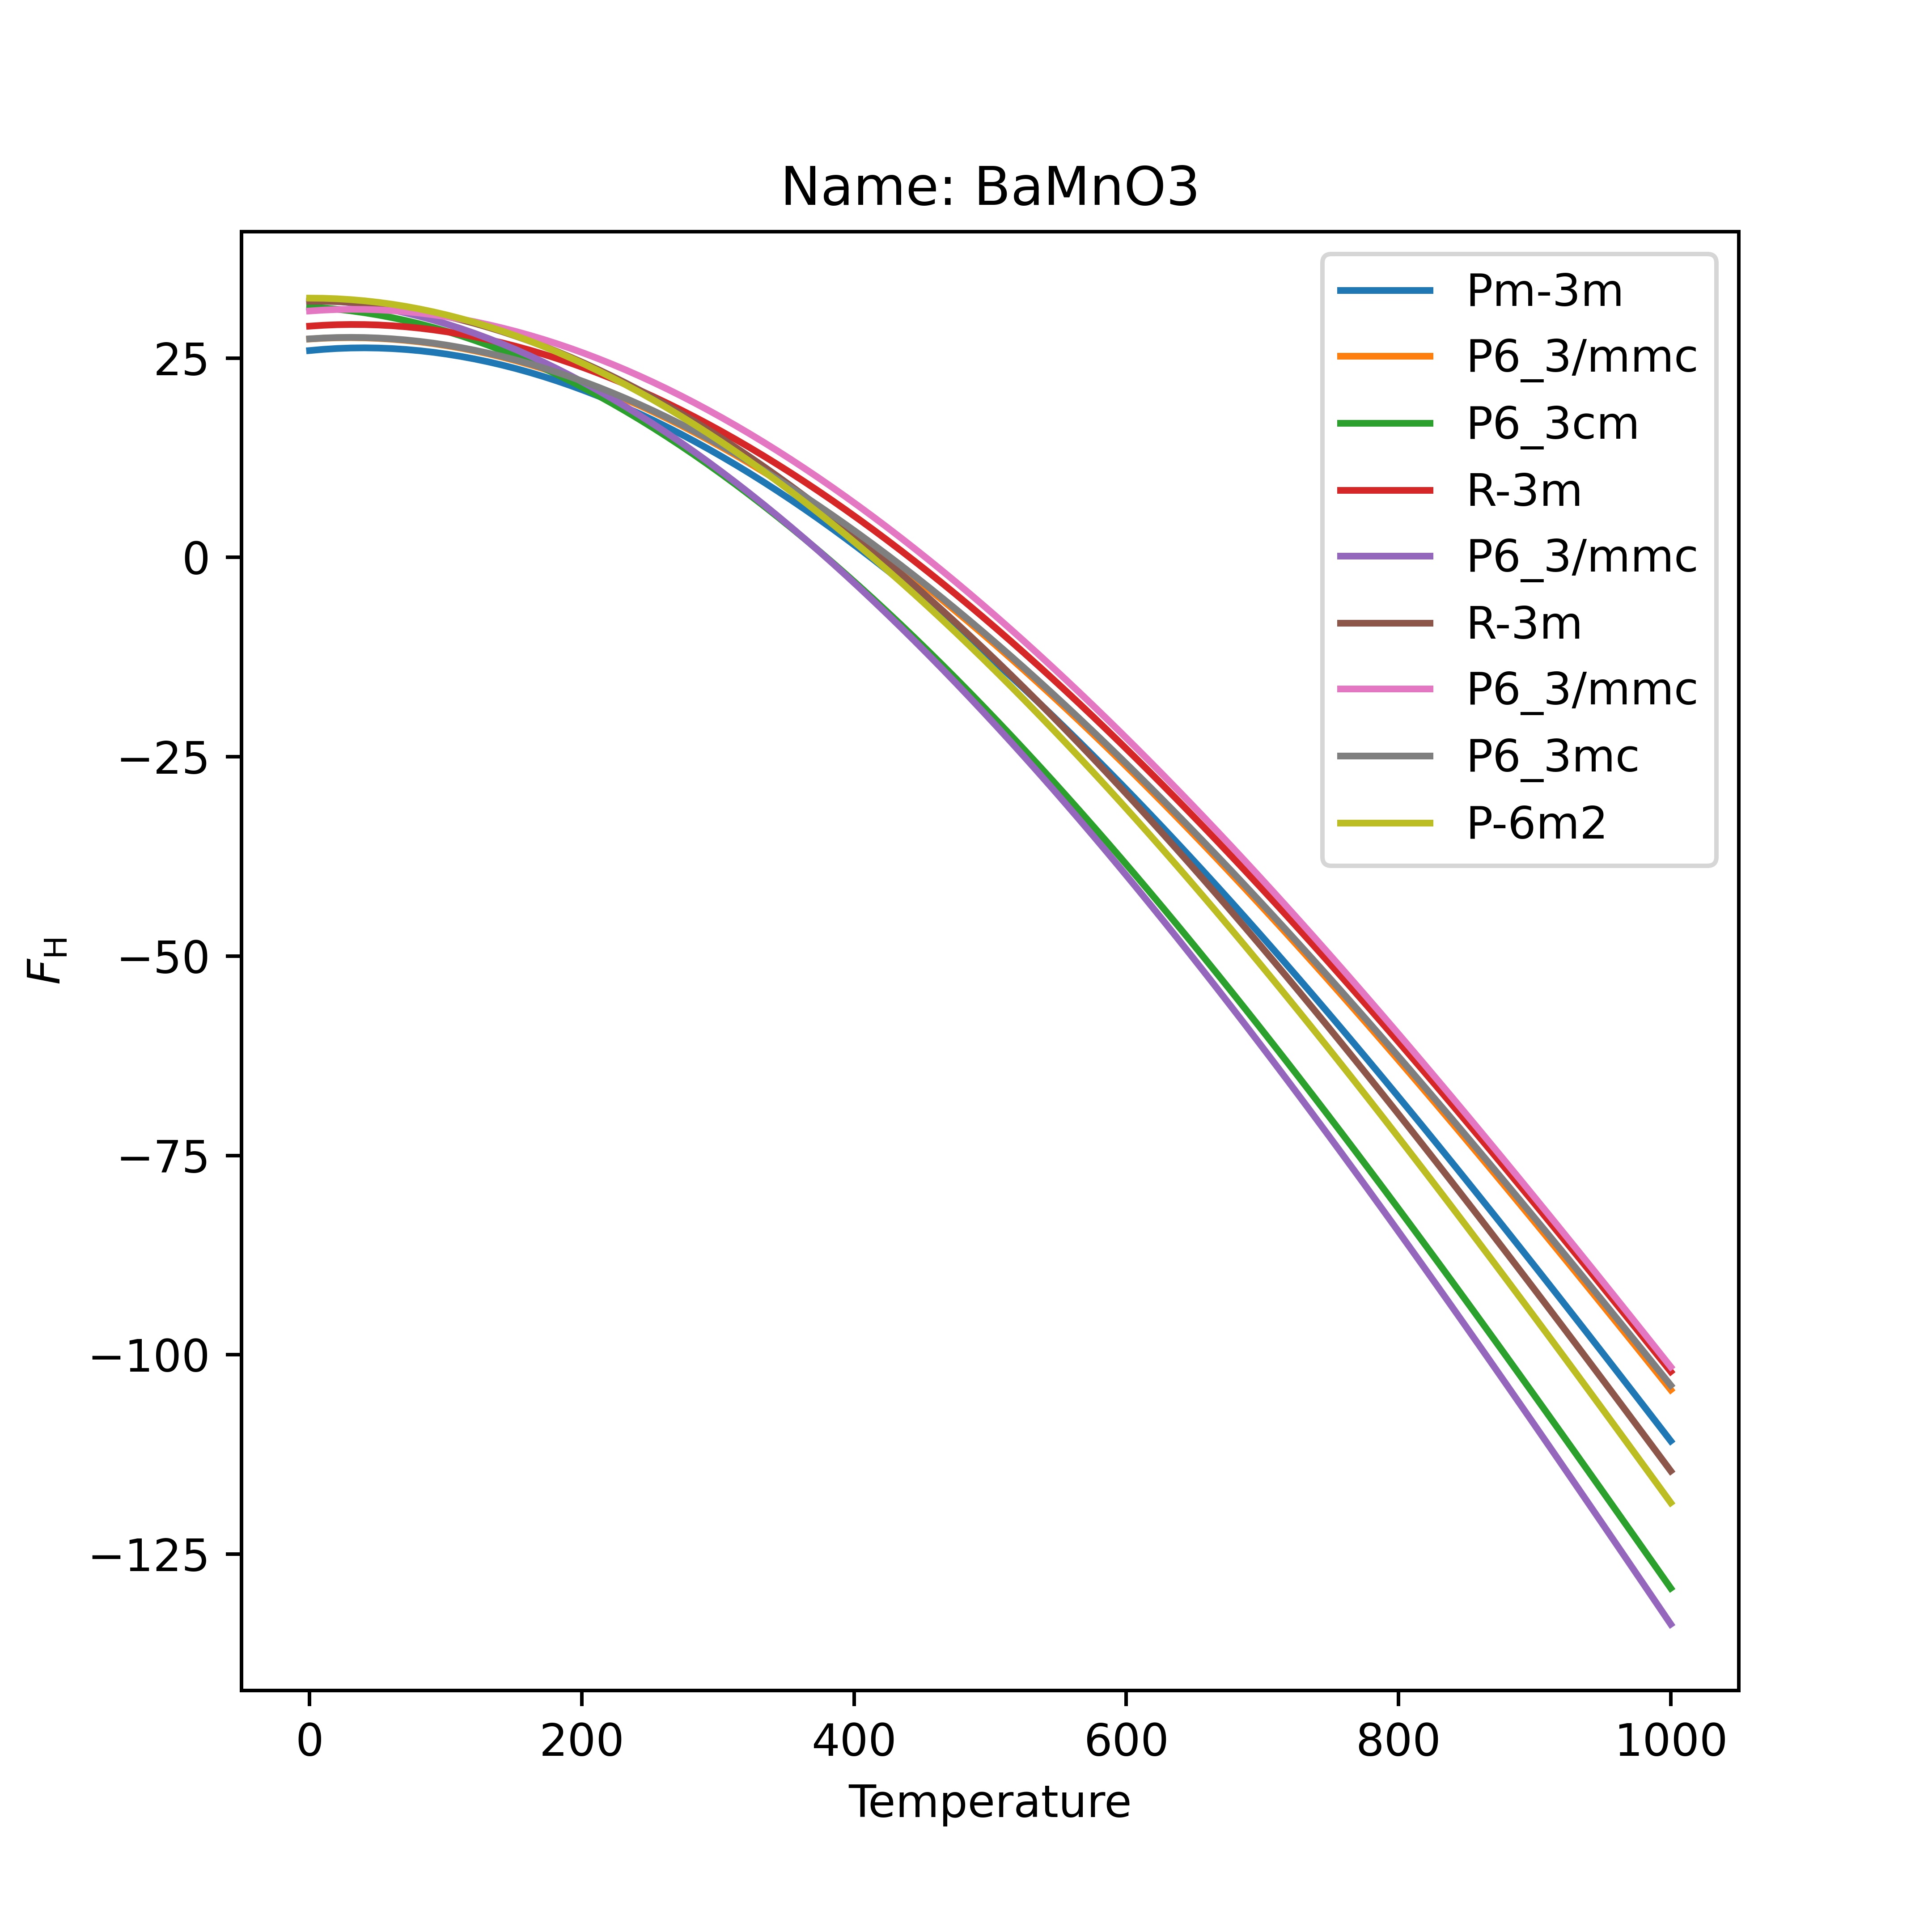 Name: BaMnO3
Pm-3m
P6_3/mmc
P6_3cm
R-3m
P6_3/mmc
R-3m
P6_3/mmc
P6_3mc
P-6m2
25
0
−25
−50
−75
−100
−125
F_H
0 200 400 600 800 1000
Temperature